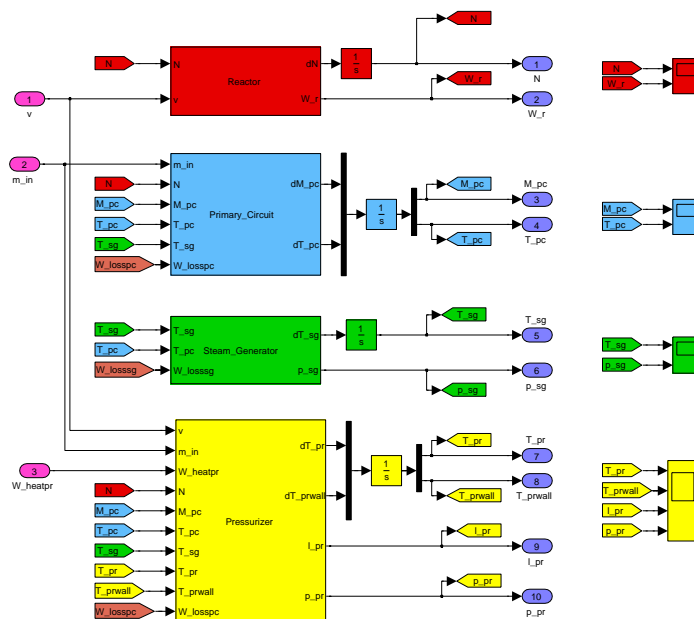 N
N N dN 1/s 1 N
Reactor
W_r W_r
1 v 2
v W_r
N
W_r
2 m_in
m_in
N N dM_pc M_pc M_pc
M_pc M_pc 3
T_pc T_pc Primary_Circuit 1/s 4
T_sg T_sg dT_pc T_pc T_pc
W_losspc W_losspc
M_pc
T_pc
T_sg T_sg T_sg
T_sg T_sg dT_sg 1/s 5
T_pc T_pc Steam_Generator
W_losssg W_losssg p_sg 6
p_sg p_sg
T_sg
p_sg
v
m_in dT_pr T_pr T_pr
3 W_heatpr 1/s 7
W_heatpr 8
N N dT_prwall T_prwall T_prwall
M_pc M_pc
T_pc T_pc Pressurizer l_pr
T_sg T_sg l_pr 9
T_pr T_pr l_pr
T_prwall T_prwall p_pr
W_losspc W_losspc p_pr 10
p_pr
T_pr
T_prwall
l_pr
p_pr